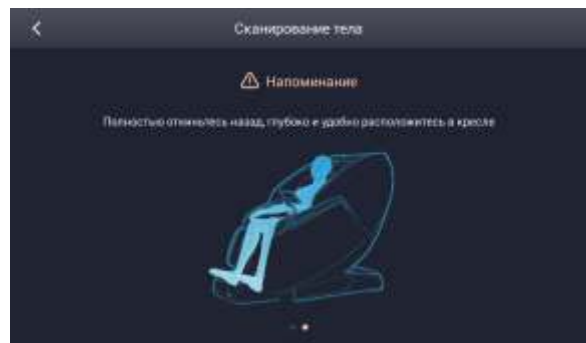 Сканирование тела
Напоминание
Полностью откиньтесь назад, глубоко и удобно расположитесь в кресле